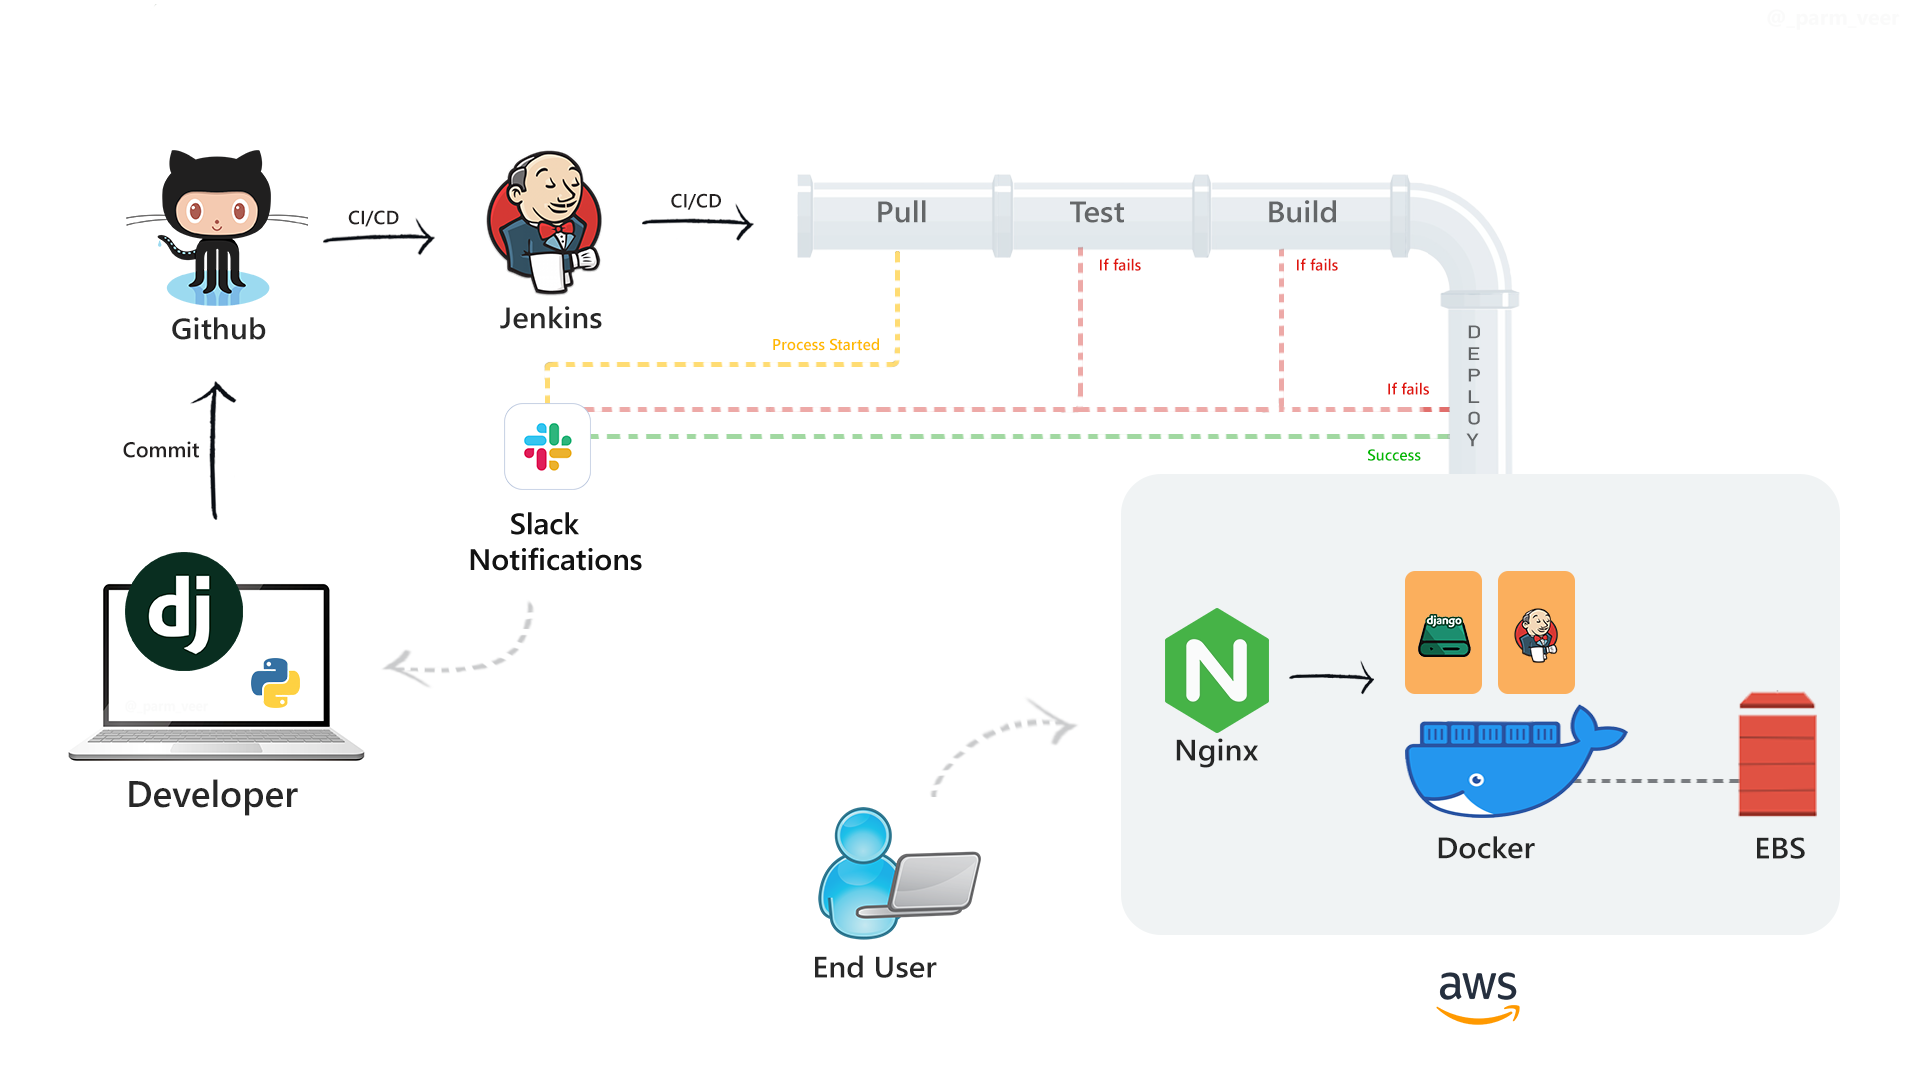 @_parm_veer
CI/CD
CI/CD
Github
Jenkins
Pull
Test
Build
If fails
If fails
Process Started
If fails
Success
DEPLOY
Commit
Slack
Notifications
dj
@_parm_veer
Developer
django
N
Nginx
Docker
EBS
End User
aws